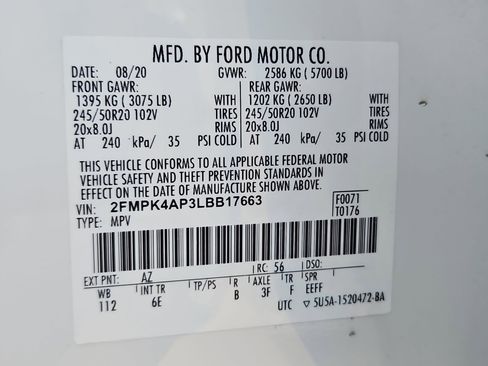 MFD. BY FORD MOTOR CO.
DATE: 08/20 GVWR: 2586 KG ( 5700 LB)
FRONT GAWR: REAR GAWR:
1395 KG ( 3075 LB) WITH 1202 KG ( 2650 LB) WITH
245/50R20 102V TIRES 245/50R20 102V TIRES
20x8.0J RIMS 20x8.0J RIMS
AT 240 kPa/ 35 PSI COLD AT 240 kPa/ 35 PSI COLD
THIS VEHICLE CONFORMS TO ALL APPLICABLE FEDERAL MOTOR
VEHICLE SAFETY AND THEFT PREVENTION STANDARDS IN
EFFECT ON THE DATE OF MANUFACTURE SHOWN ABOVE.
VIN: 2FMPK4AP3LBB17663 F0071
TYPE: MPV T0176
EXT PNT: AZ RC: 56 DSO:
WB INT TR TP/PS R AXLE TR SPR
112 6E B 3F F EEFF
UTC ▽ 5U5A-1520472-BA